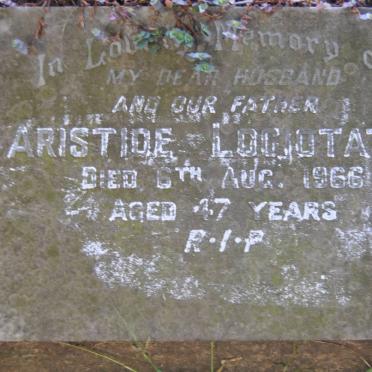 In Loving Memory of
MY DEAR HUSBAND
AND OUR FATHER
ARISTIDE
DIED 6TH AUG. 1966
AGED 47 YEARS
R·I·P